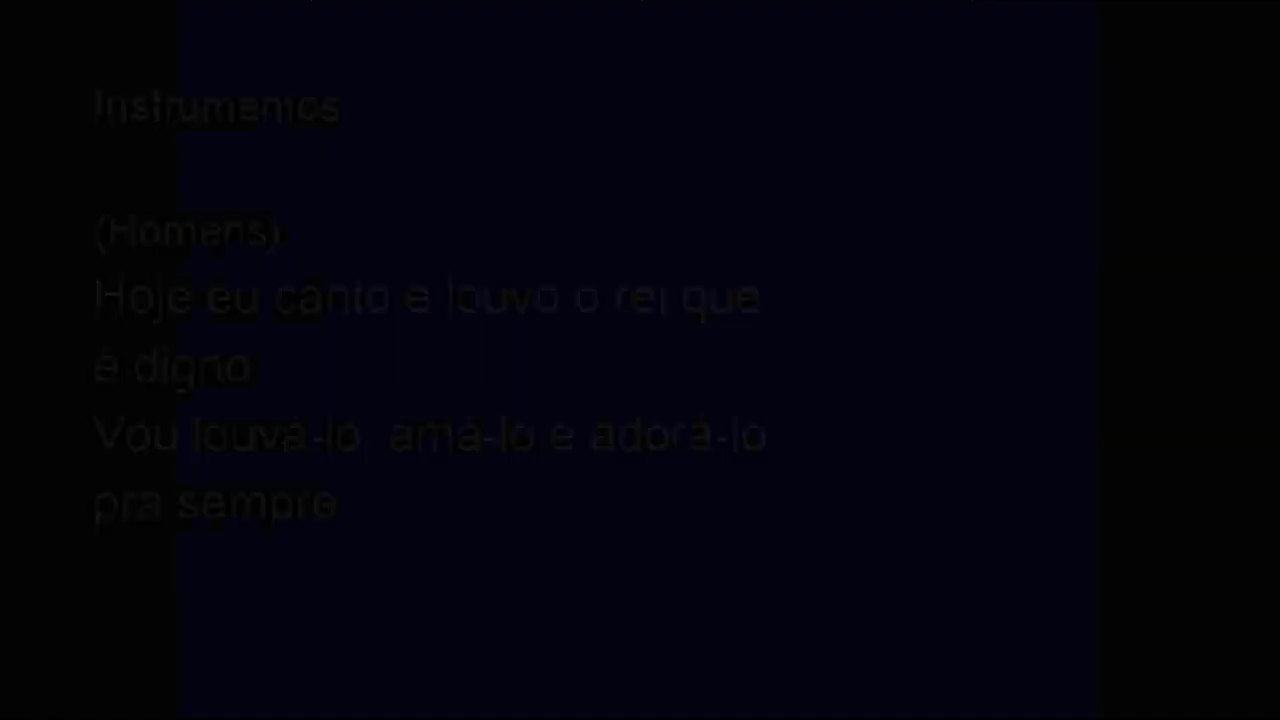 Instrumentos
(Homens)
Hoje eu canto e louvo o rei que
é digno
Vou louvá-lo amá-lo e adorá-lo
pra sempre